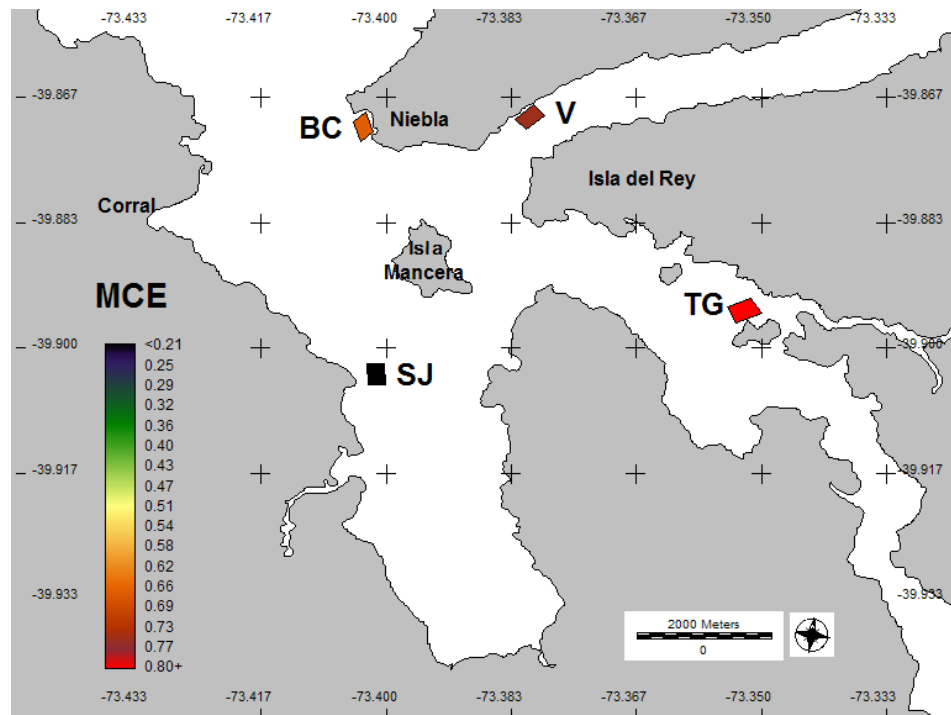 -73.433 -73.417 -73.400 -73.383 -73.367 -73.350 -73.333
-39.867 -39.867
BC Niebla V
Isla del Rey
Corral
-39.883 -39.883
Isla
Mancera
MCE
TG
-39.900 -39.900
<0.21
0.25
0.29
0.32
0.36
0.40
0.43
0.47
0.51
0.54
0.58
0.62
0.66
0.69
0.73
0.77
0.80+
SJ
-39.917 -39.917
-39.933 -39.933
2000 Meters
0
-73.433 -73.417 -73.400 -73.383 -73.367 -73.350 -73.333